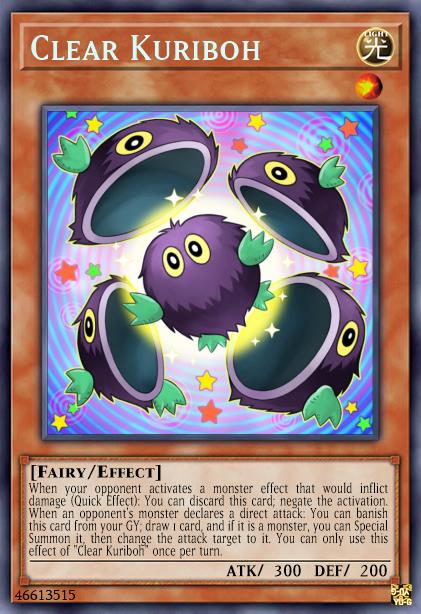 CLEAR KURIBOH
LIGHT
光
[FAIRY/EFFECT]
When your opponent activates a monster effect that would inflict
damage (Quick Effect): You can discard this card; negate the activation.
When an opponent's monster declares a direct attack: You can banish
this card from your GY; draw 1 card, and if it is a monster, you can Special
Summon it, then change the attack target to it. You can only use this
effect of "Clear Kuriboh" once per turn.
ATK/ 300 DEF/ 200
46613515